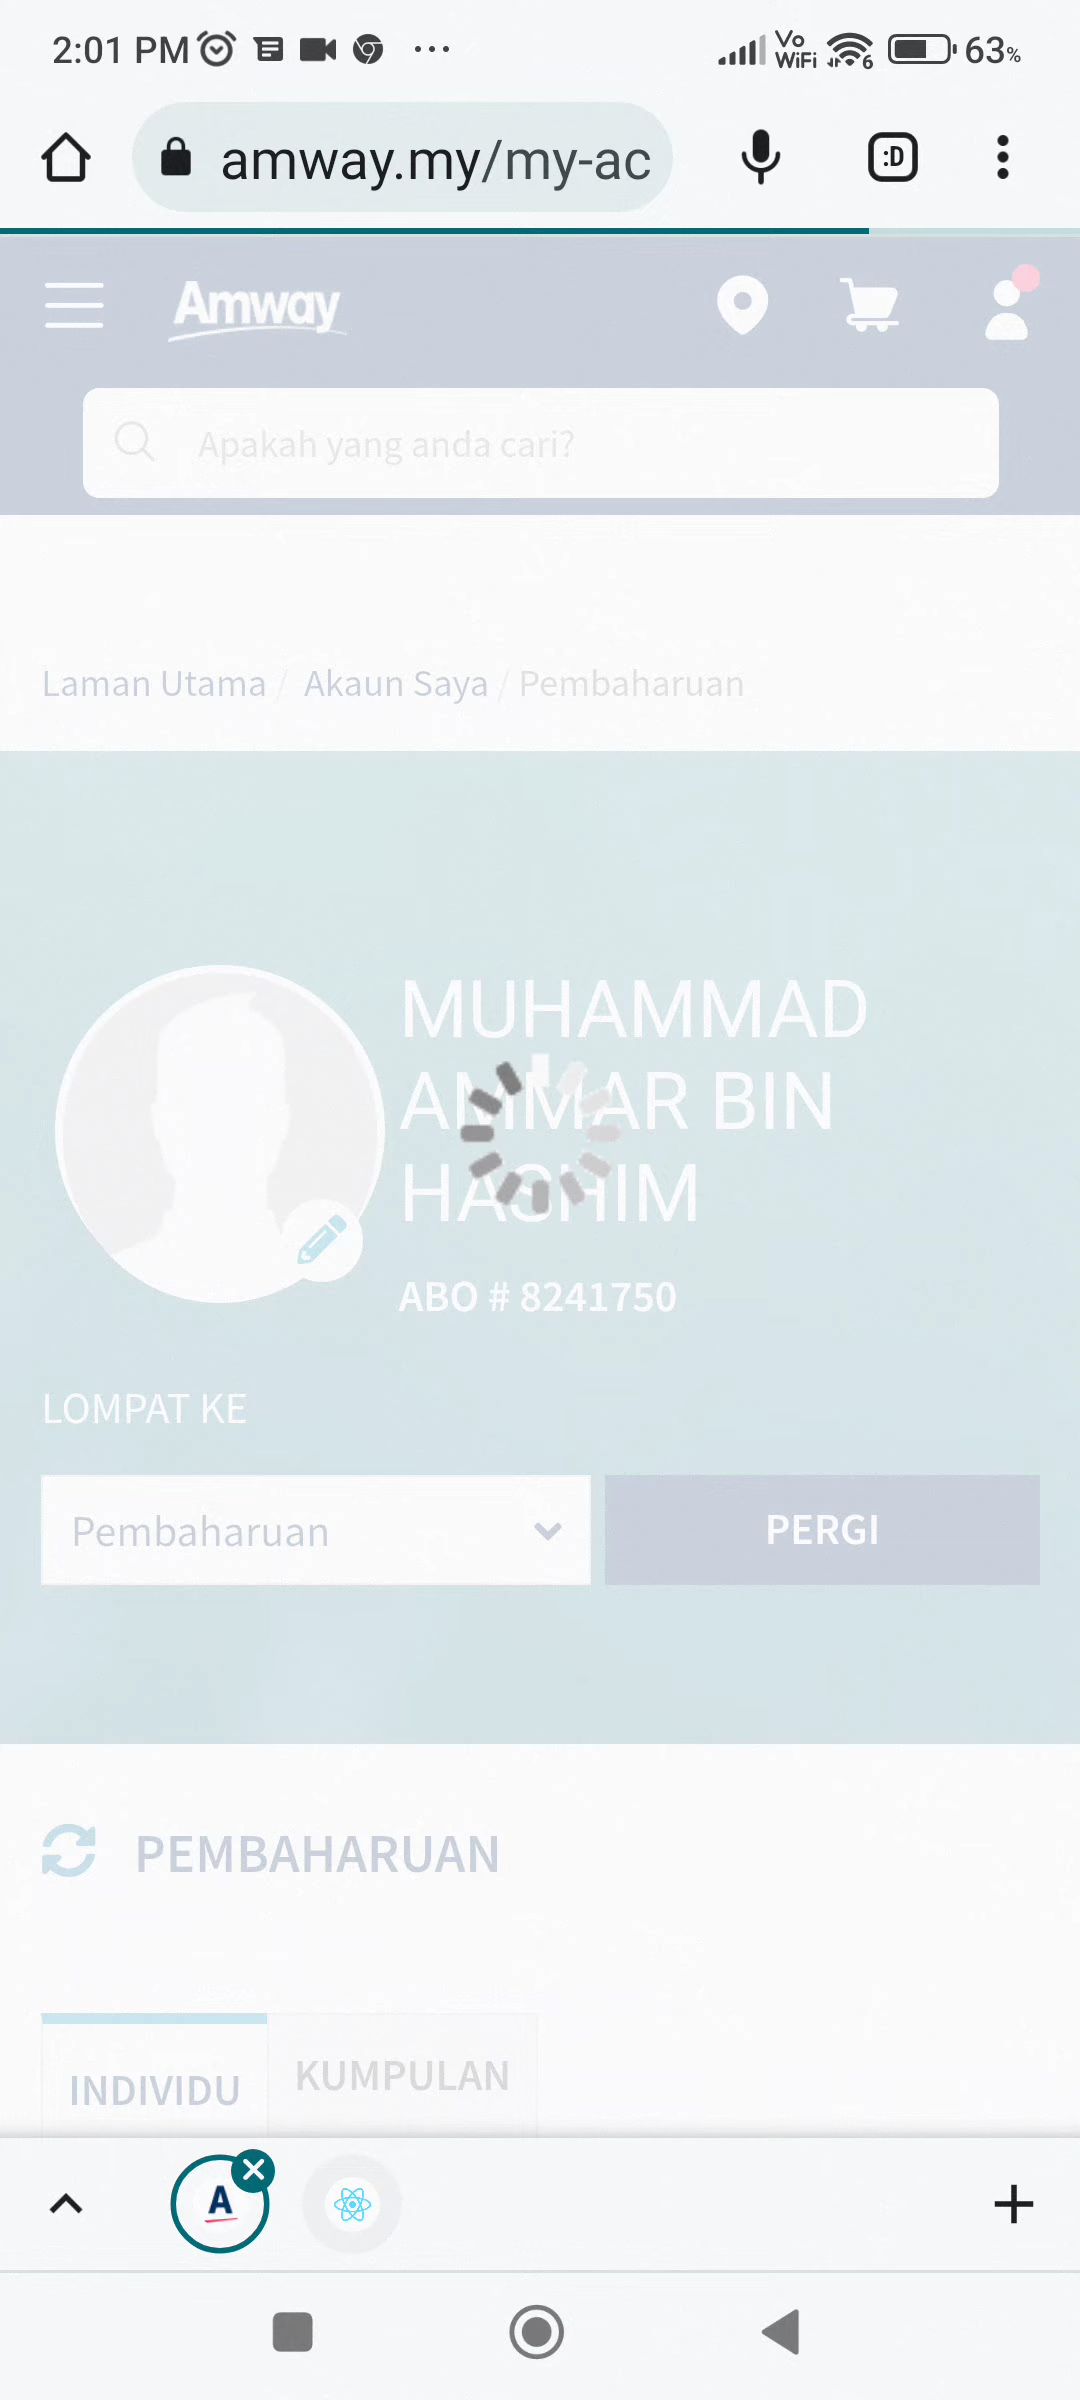 2:01 PM
Vo
WiFi
6
63%
amway.my/my-ac
:D
Amway
Apakah yang anda cari?
Laman Utama / Akaun Saya / Pembaharuan
MUHAMMAD
AMMAR BIN
HASHIM
ABO # 8241750
LOMPAT KE
Pembaharuan
PERGI
PEMBAHARUAN
INDIVIDU
KUMPULAN
A